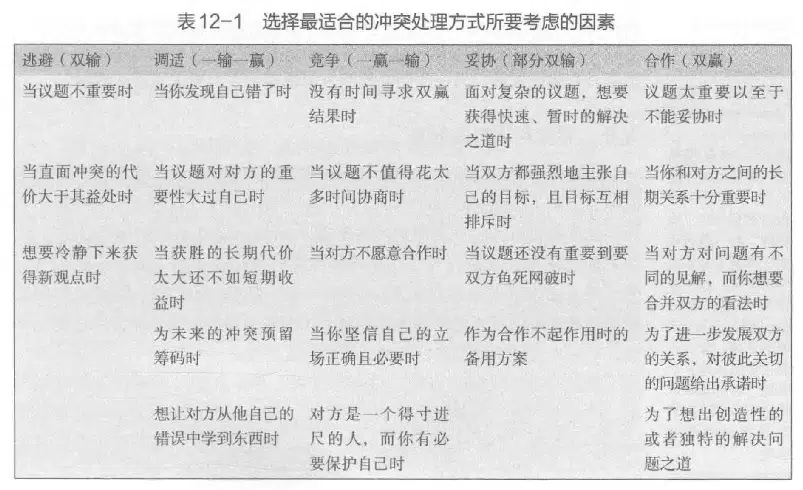 表 12-1 选择最适合的冲突处理方式所要考虑的因素
逃避（双输） 调适（一输一赢） 竞争（一赢一输） 妥协（部分双输） 合作（双赢）
当议题不重要时 当你发现自己错了时 没有时间寻求双赢 面对复杂的议题，想要 议题太重要以至于
结果时 获得快速、暂时的解决 不能妥协时
之道时
当直面冲突的代 当议题对对方的重 当议题不值得花太 当双方都强烈地主张自 当你和对方之间的长
价大于其益处时 要性大过自己时 多时间协商时 己的目标，且目标互相 期关系十分重要时
排斥时
想要冷静下来获 当获胜的长期代价 当对方不愿意合作时 当议题还没有重要到要 当对方对问题有不
得新观点时 太大还不如短期收 双方鱼死网破时 同的见解，而你想要
益时 合并双方的看法时
为未来的冲突预留 当你坚信自己的立 作为合作不起作用时的 为了进一步发展双方
筹码时 场正确且必要时 备用方案 的关系，对彼此关切
的问题给出承诺时
想让对方从他自己的 对方是一个得寸进 为了想出创造性的
错误中学到东西时 尺的人，而你有必 或者独特的解决问
要保护自己时 题之道